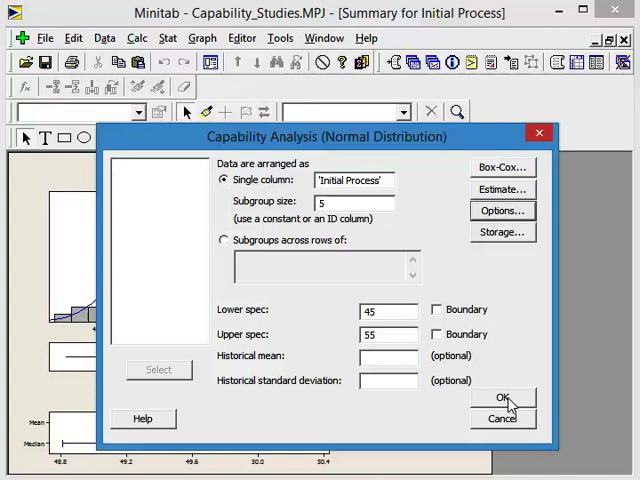 Minitab - Capability_Studies.MPJ - [Summary for Initial Process]
File Edit Data Calc Stat Graph Editor Tools Window Help
Capability Analysis (Normal Distribution)
Data are arranged as
Single column: 'Initial Process'
Subgroup size: 5
(use a constant or an ID column)
Subgroups across rows of:
Box-Cox...
Estimate...
Options...
Storage...
Lower spec: 45 Boundary
Upper spec: 55 Boundary
Historical mean: (optional)
Historical standard deviation: (optional)
Select
Help
OK
Cancel
Mean
Median
48.8 49.2 49.6 50.0 50.4